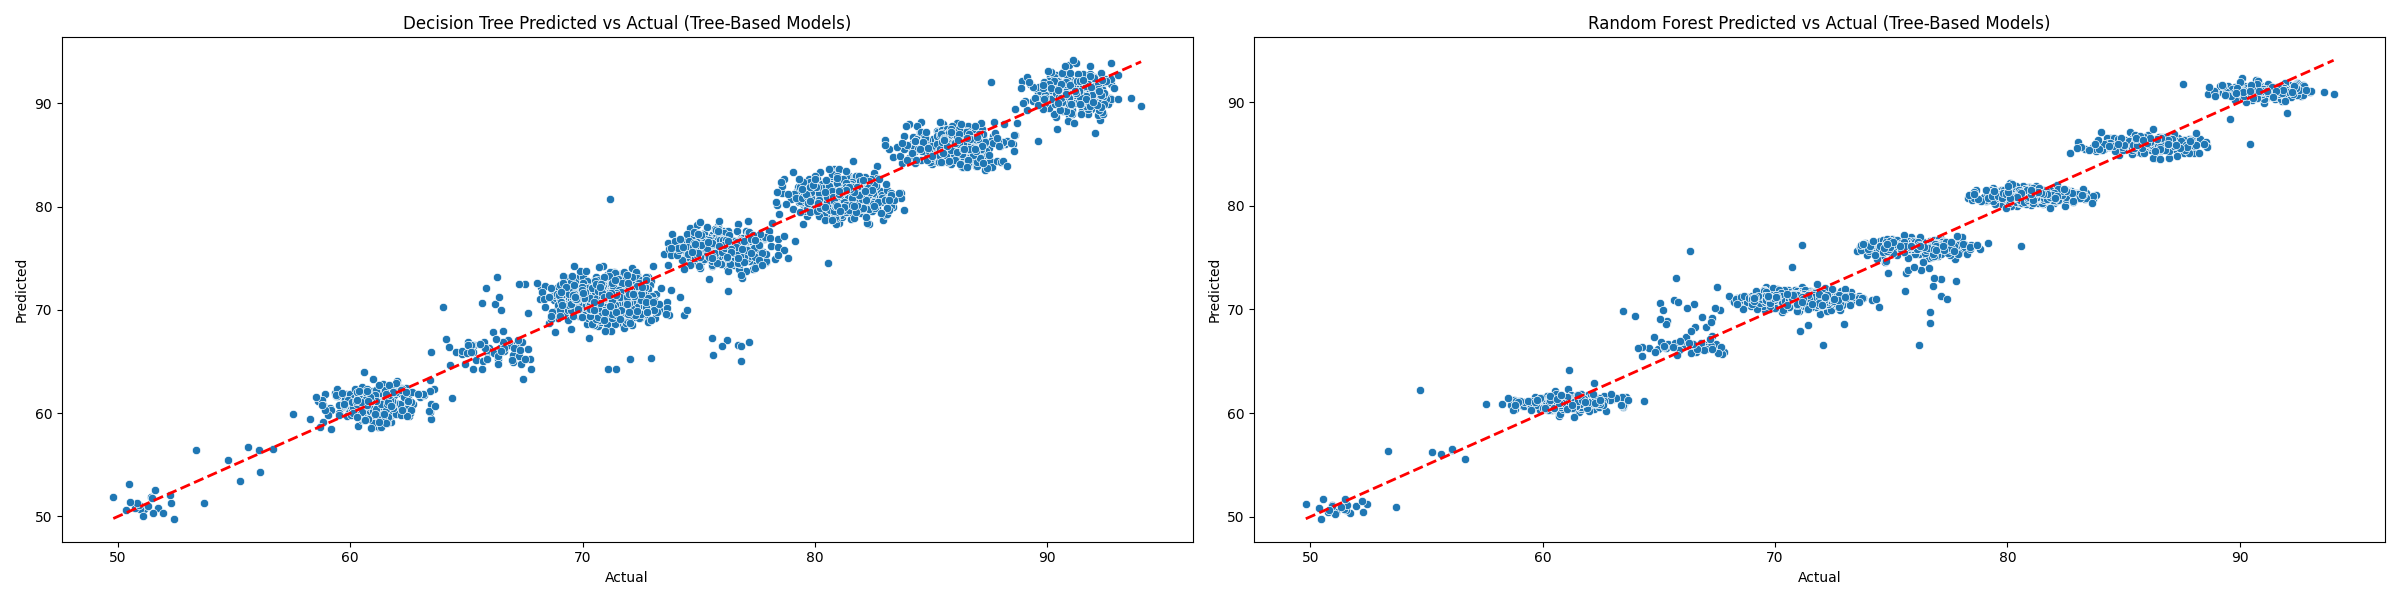 Decision Tree Predicted vs Actual (Tree-Based Models)
90
80
70
60
50
Predicted
50 60 70 80 90
Actual
Random Forest Predicted vs Actual (Tree-Based Models)
90
80
70
60
50
Predicted
50 60 70 80 90
Actual